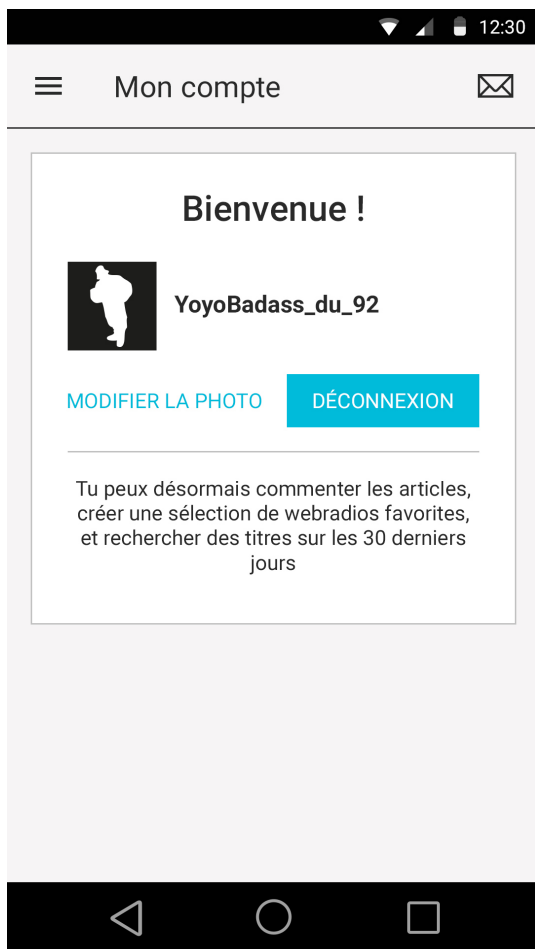 12:30
Mon compte
Bienvenue !
YoyoBadass_du_92
MODIFIER LA PHOTO
DÉCONNEXION
Tu peux désormais commenter les articles,
créer une sélection de webradios favorites,
et rechercher des titres sur les 30 derniers
jours